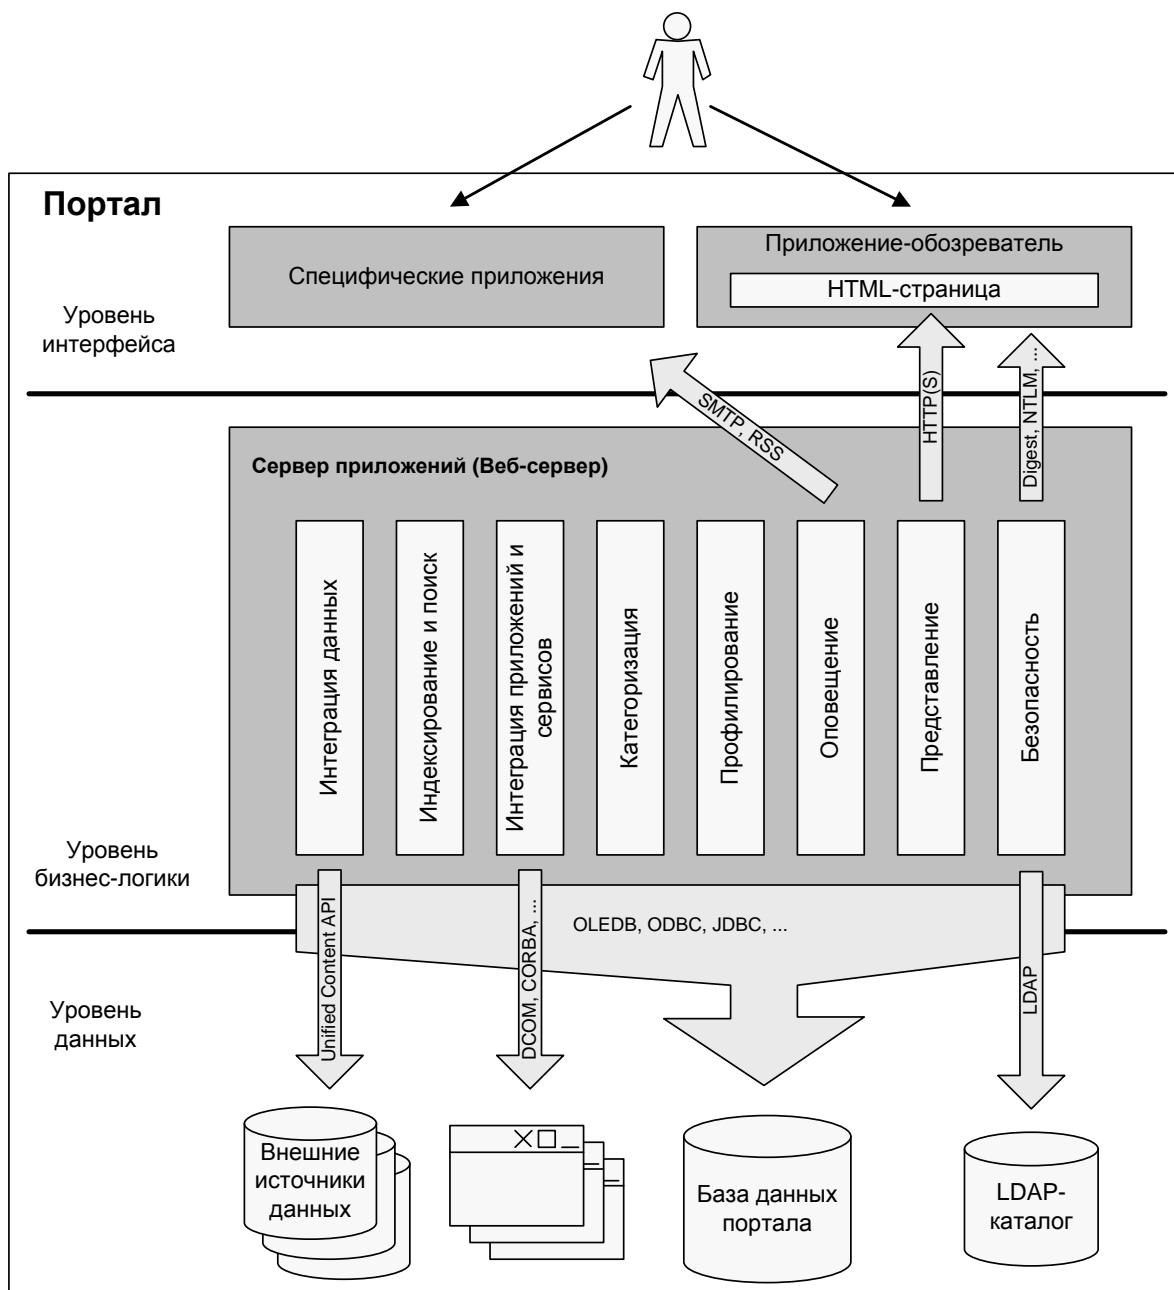 Портал
Специфические приложения
Приложение-обозреватель
HTML-страница
Уровень
интерфейса
SMTP, RSS
HTTP(S)
Digest, NTLM, ...
Сервер приложений (Веб-сервер)
Интеграция данных
Индексирование и поиск
Интеграция приложений и
сервисов
Категоризация
Профилирование
Оповещение
Представление
Безопасность
Уровень
бизнес-логики
Unified Content API
DCOM, CORBA, ...
OLEDB, ODBC, JDBC, ...
LDAP
Уровень
данных
Внешние
источники
данных
База данных
портала
LDAP-
каталог